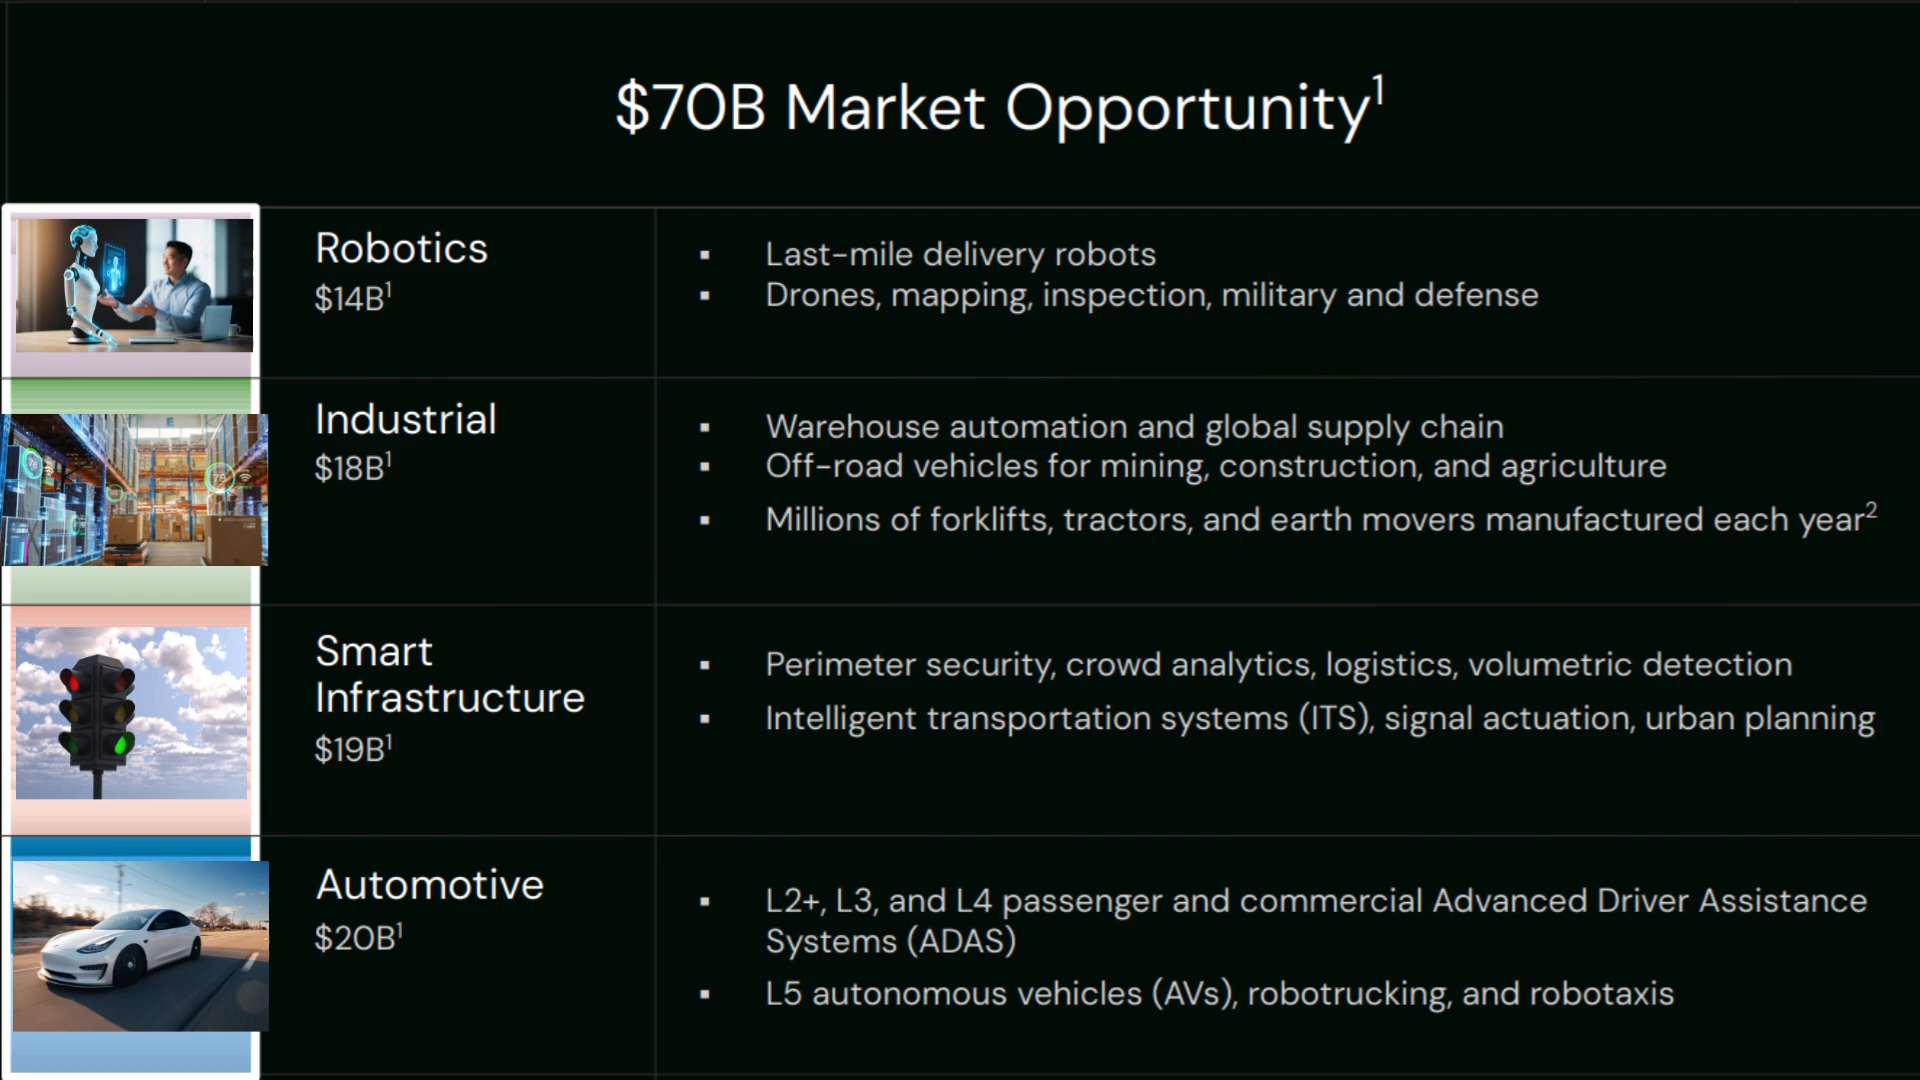 $70B Market Opportunity¹
Robotics
$14B¹
▪ Last-mile delivery robots
▪ Drones, mapping, inspection, military and defense
Industrial
$18B¹
▪ Warehouse automation and global supply chain
▪ Off-road vehicles for mining, construction, and agriculture
▪ Millions of forklifts, tractors, and earth movers manufactured each year²
Smart
Infrastructure
$19B¹
▪ Perimeter security, crowd analytics, logistics, volumetric detection
▪ Intelligent transportation systems (ITS), signal actuation, urban planning
Automotive
$20B¹
▪ L2+, L3, and L4 passenger and commercial Advanced Driver Assistance
Systems (ADAS)
▪ L5 autonomous vehicles (AVs), robotrucking, and robotaxis